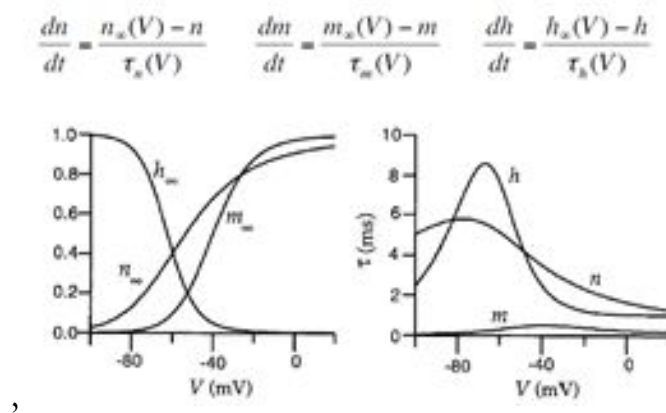 dn/dt = (n∞(V) − n)/τn(V)   dm/dt = (m∞(V) − m)/τm(V)   dh/dt = (h∞(V) − h)/τh(V)
1.0
0.8
0.6
0.4
0.2
0.0
h∞
m∞
n∞
-80 -40 0
V (mV)
10
8
6
4
2
0
τ (ms)
h
n
m
-80 -40 0
V (mV)
,